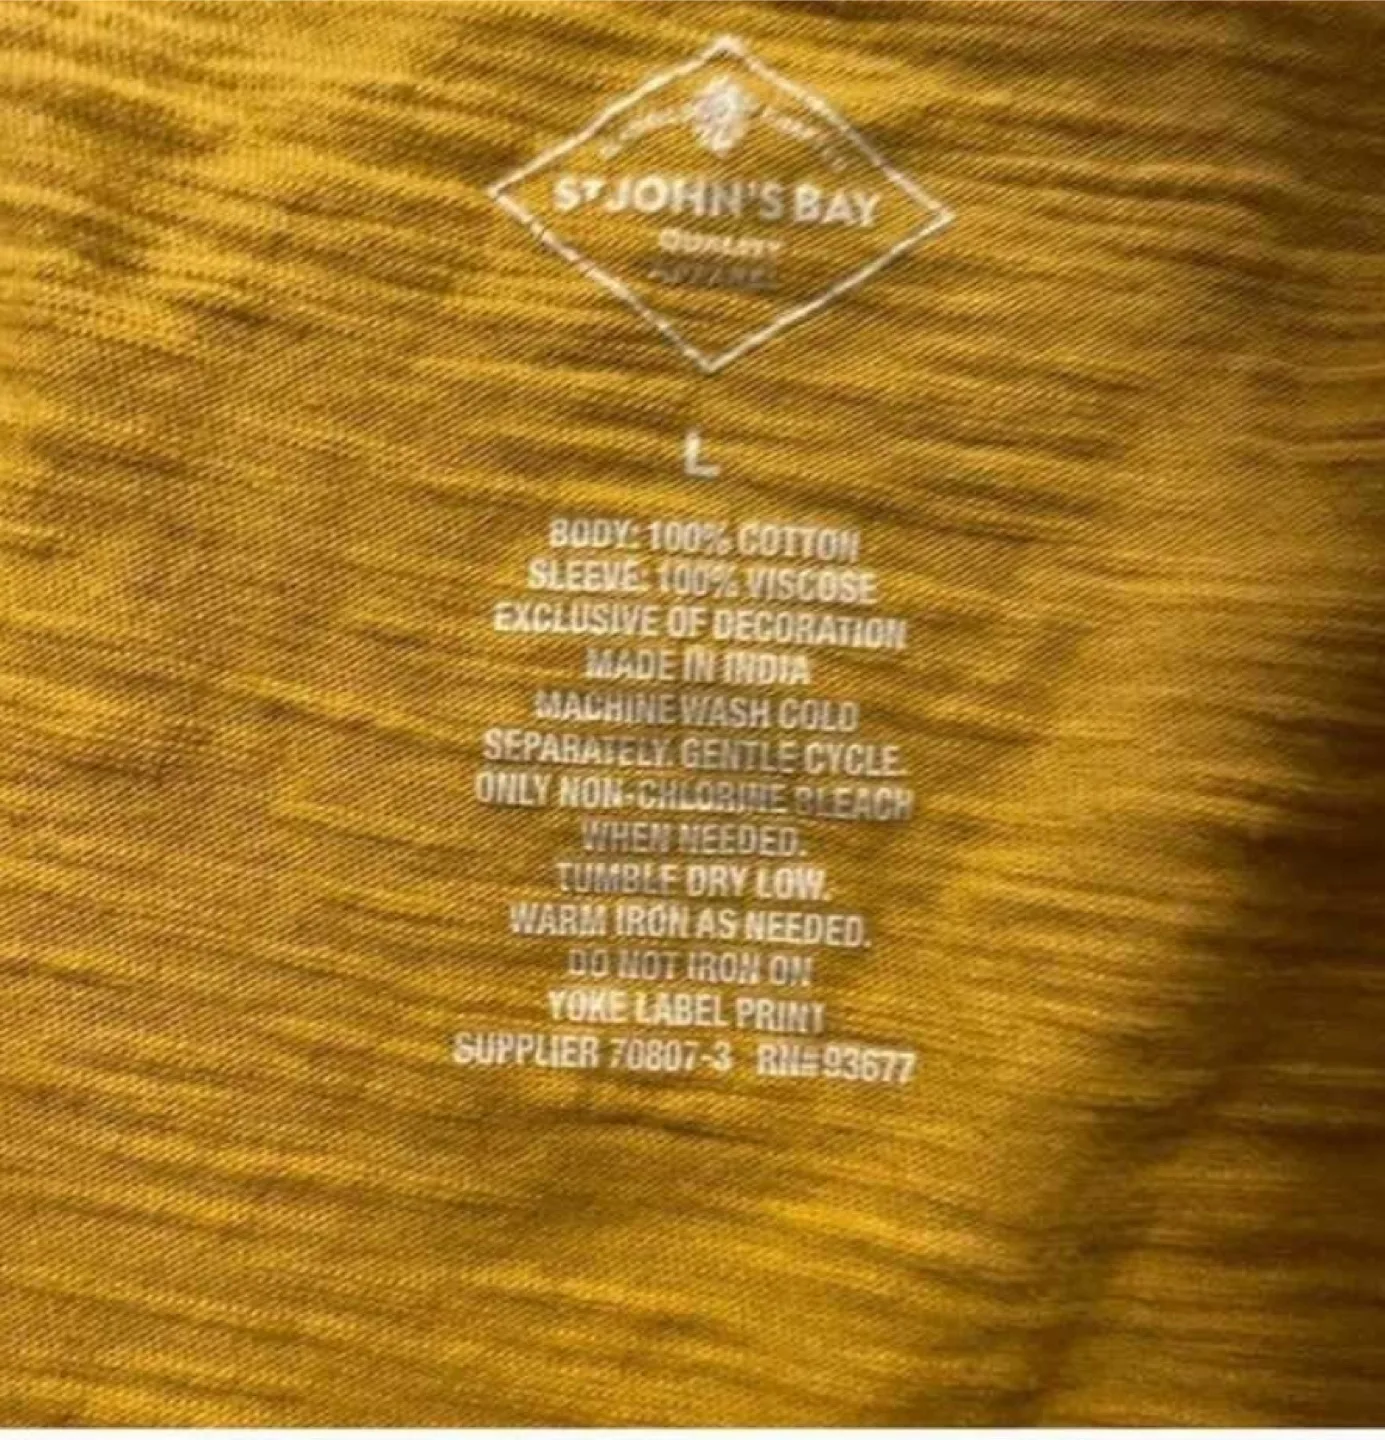 ST JOHN'S BAY
QUALITY
APPAREL
L
BODY: 100% COTTON
SLEEVE: 100% VISCOSE
EXCLUSIVE OF DECORATION
MADE IN INDIA
MACHINE WASH COLD
SEPARATELY. GENTLE CYCLE.
ONLY NON-CHLORINE BLEACH
WHEN NEEDED.
TUMBLE DRY LOW.
WARM IRON AS NEEDED.
DO NOT IRON ON
YOKE LABEL PRINT
SUPPLIER 70807-3 RN#93677